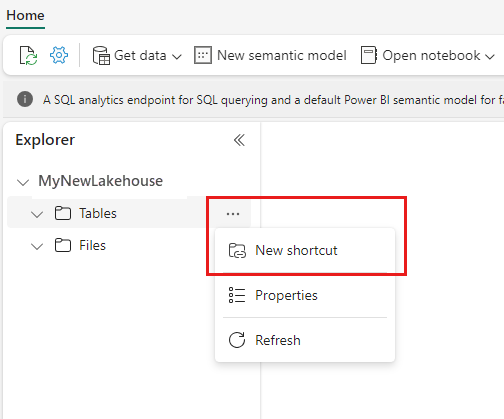 Home
Get data New semantic model Open notebook
A SQL analytics endpoint for SQL querying and a default Power BI semantic model for
Explorer
MyNewLakehouse
Tables ...
Files
New shortcut
Properties
Refresh